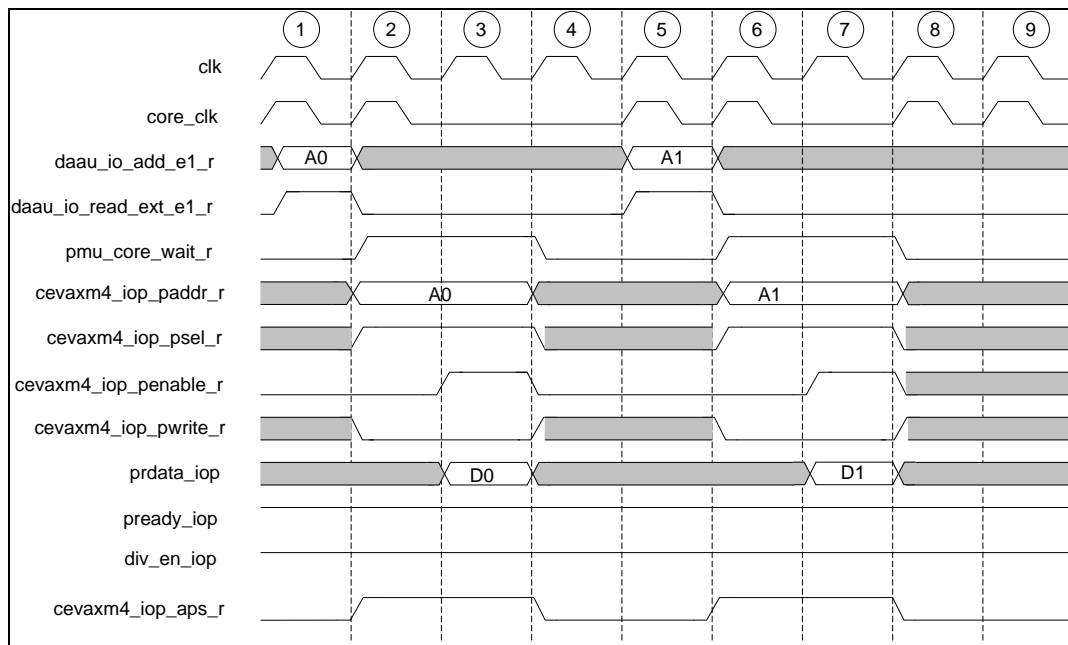 1 2 3 4 5 6 7 8 9
clk
core_clk
daau_io_add_e1_r A0 A1
daau_io_read_ext_e1_r
pmu_core_wait_r
cevaxm4_iop_paddr_r A0 A1
cevaxm4_iop_psel_r
cevaxm4_iop_penable_r
cevaxm4_iop_pwrite_r
prdata_iop D0 D1
pready_iop
div_en_iop
cevaxm4_iop_aps_r